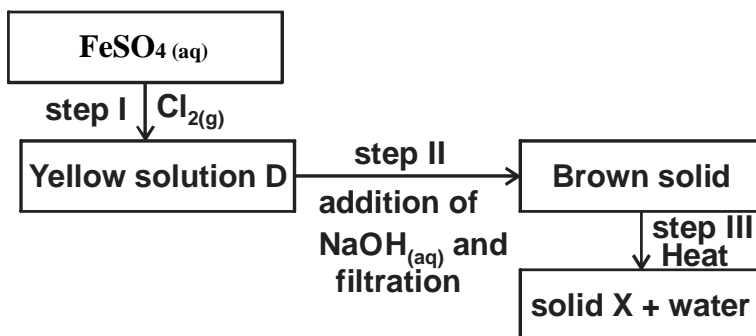 FeSO4 (aq)
step I Cl2(g)
Yellow solution D
step II
addition of
NaOH(aq) and
filtration
Brown solid
step III
Heat
solid X + water